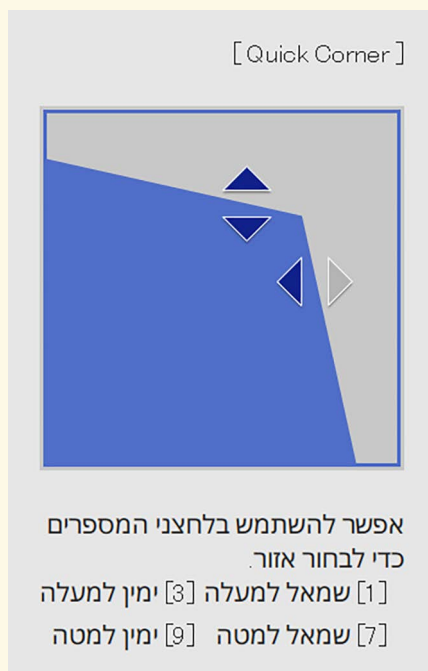 [Quick Corner]
אפשר להשתמש בלחצני המספרים
כדי לבחור אזור.
[1] שמאל למעלה [3] ימין למעלה
[7] שמאל למטה [9] ימין למטה